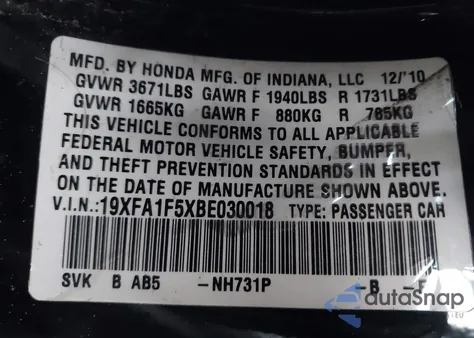 MFD. BY HONDA MFG. OF INDIANA, LLC 12/'10
GVWR 3671LBS GAWR F 1940LBS R 1731LBS
GVWR 1665KG GAWR F 880KG R 785KG
THIS VEHICLE CONFORMS TO ALL APPLICABLE
FEDERAL MOTOR VEHICLE SAFETY, BUMPER,
AND THEFT PREVENTION STANDARDS IN EFFECT
ON THE DATE OF MANUFACTURE SHOWN ABOVE.
V.I.N.:19XFA1F5XBE030018 TYPE: PASSENGER CAR
SVK B AB5 -NH731P -B -
autaSnap